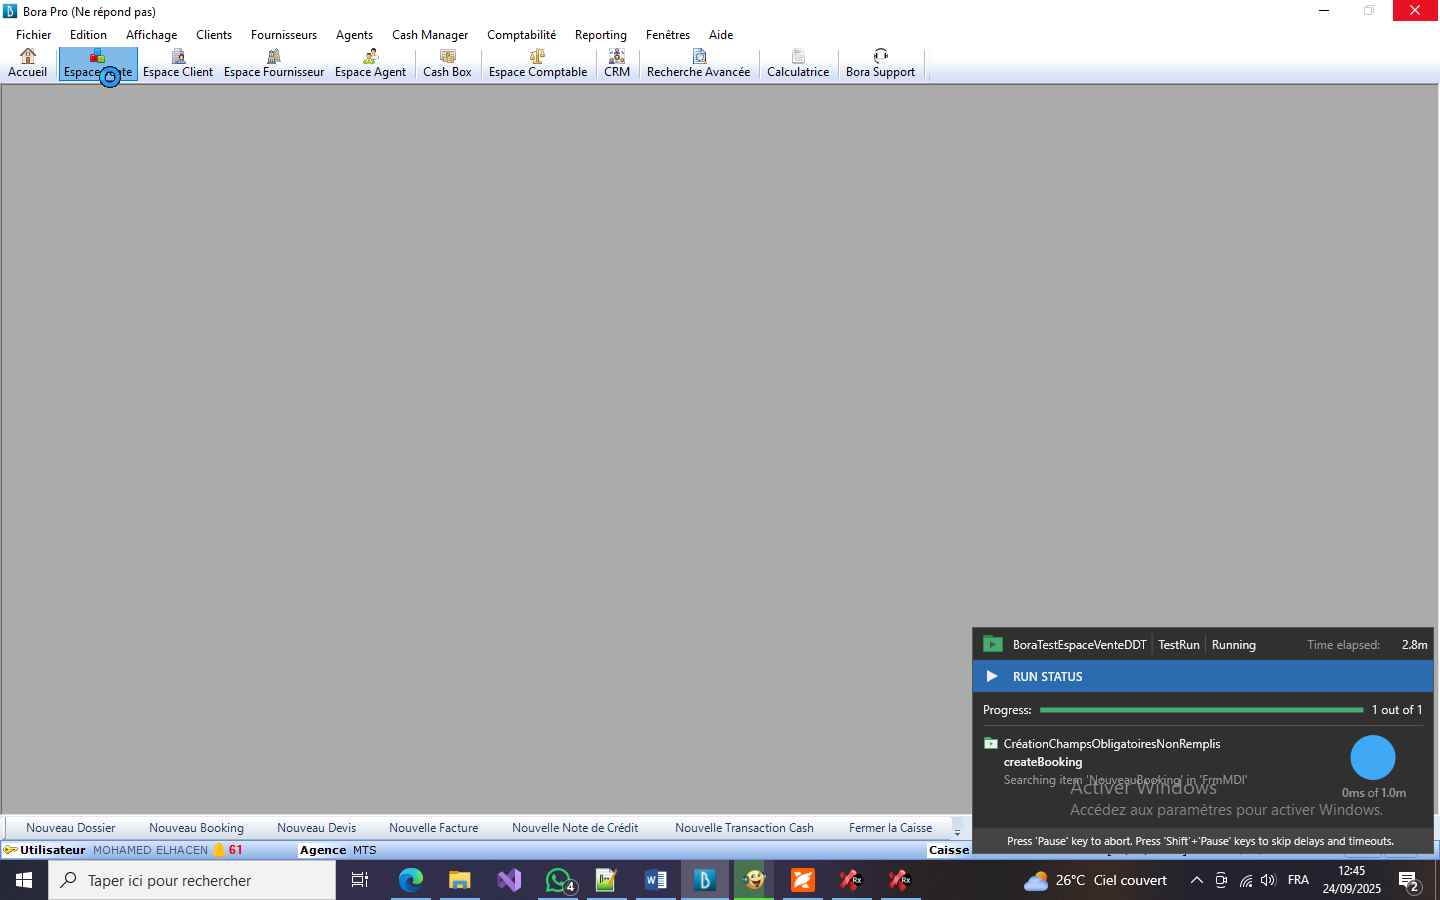 Bora Pro (Ne répond pas)
Fichier Edition Affichage Clients Fournisseurs Agents Cash Manager Comptabilité Reporting Fenêtres Aide
Accueil Espace Client Espace Fournisseur Espace Agent Cash Box Espace Comptable CRM Recherche Avancée Calculatrice Bora Support
BoraTestEspaceVenteDDT TestRun Running Time elapsed: 2.8m
RUN STATUS
Progress: 1 out of 1
CréationChampsObligatoiresNonRemplis
createBooking
Searching item 'NouveauBooking' in 'FrmMDI'
Activer Windows
0ms of 1.0m
Accédez aux paramètres pour activer Windows.
Press 'Pause' key to abort. Press 'Shift'+'Pause' keys to skip delays and timeouts.
Nouveau Dossier Nouveau Booking Nouveau Devis Nouvelle Facture Nouvelle Note de Crédit Nouvelle Transaction Cash Fermer la Caisse
Utilisateur MOHAMED ELHACEN 61 Agence MTS Caisse
Taper ici pour rechercher 4 26°C Ciel couvert FRA 12:45
24/09/2025 2